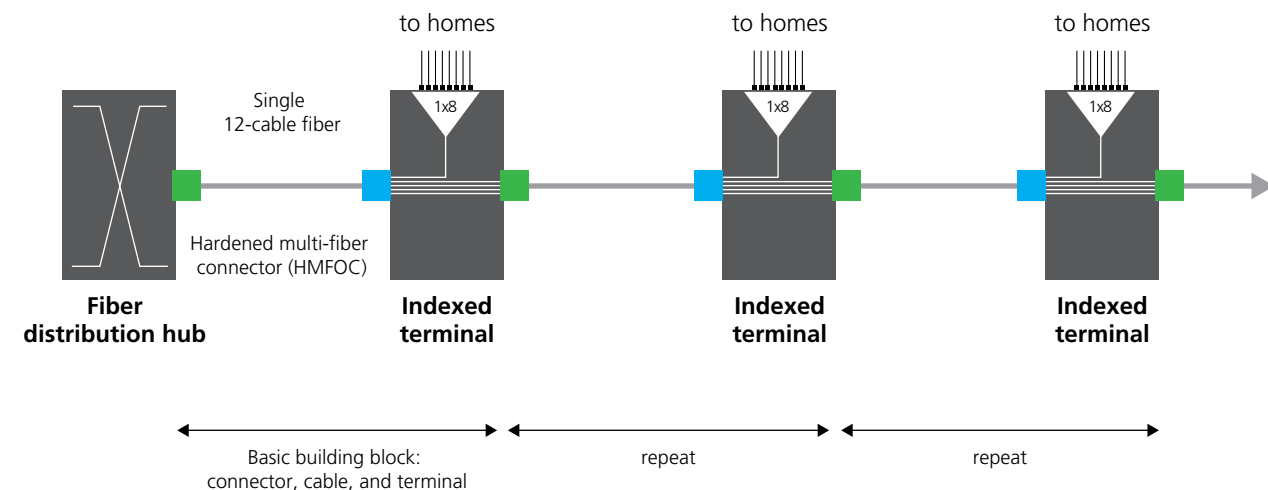 to homes
to homes
to homes
1x8
1x8
1x8
Single
12-cable fiber
Hardened multi-fiber
connector (HMFOC)
Fiber
distribution hub
Indexed
terminal
Indexed
terminal
Indexed
terminal
Basic building block:
connector, cable, and terminal
repeat
repeat